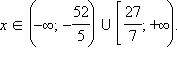 x ∈ (-∞; -52/5) ∪ [27/7; +∞).